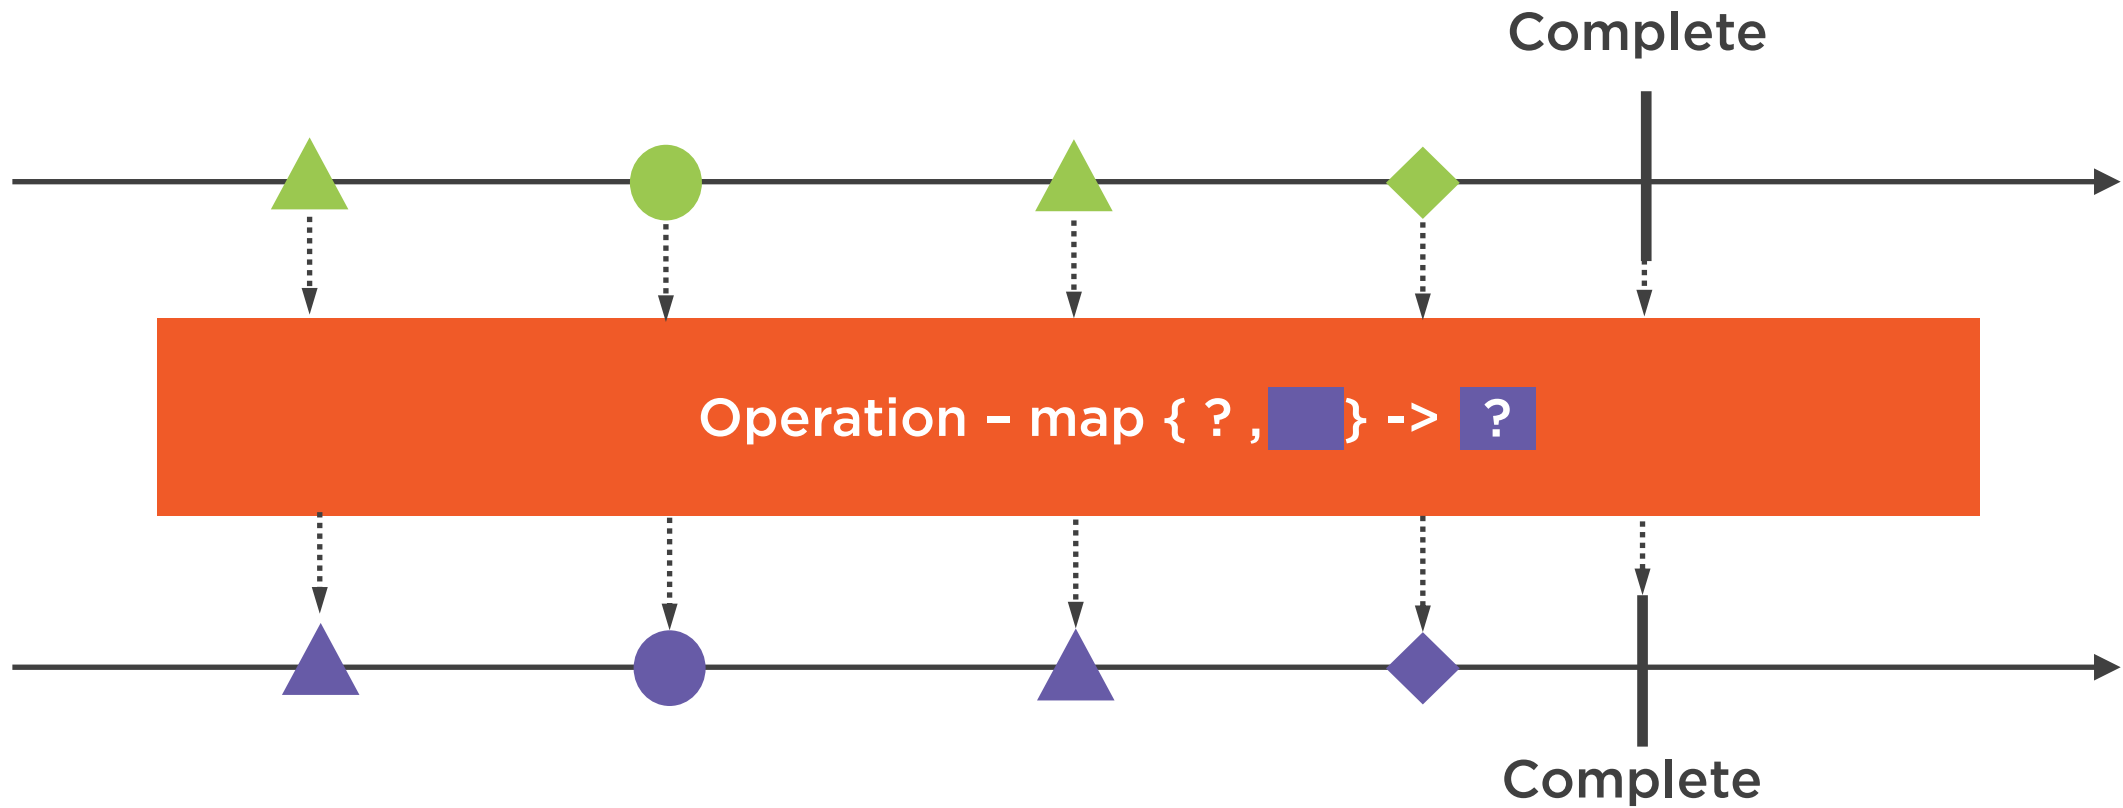 Complete
Operation – map { ? , } -> ?
Complete